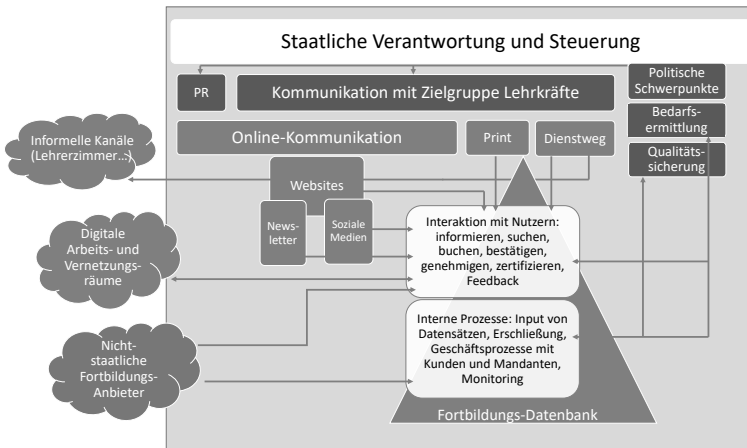 Staatliche Verantwortung und Steuerung
PR
Kommunikation mit Zielgruppe Lehrkräfte
Politische
Schwerpunkte
Bedarfs-
ermittlung
Qualitäts-
sicherung
Online-Kommunikation
Print
Dienstweg
Informelle Kanäle
(Lehrerzimmer…)
Websites
News-
letter
Soziale
Medien
Digitale
Arbeits- und
Vernetzungs-
räume
Interaktion mit Nutzern:
informieren, suchen,
buchen, bestätigen,
genehmigen, zertifizieren,
Feedback
Nicht-
staatliche
Fortbildungs-
Anbieter
Interne Prozesse: Input von
Datensätzen, Erschließung,
Geschäftsprozesse mit
Kunden und Mandanten,
Monitoring
Fortbildungs-Datenbank